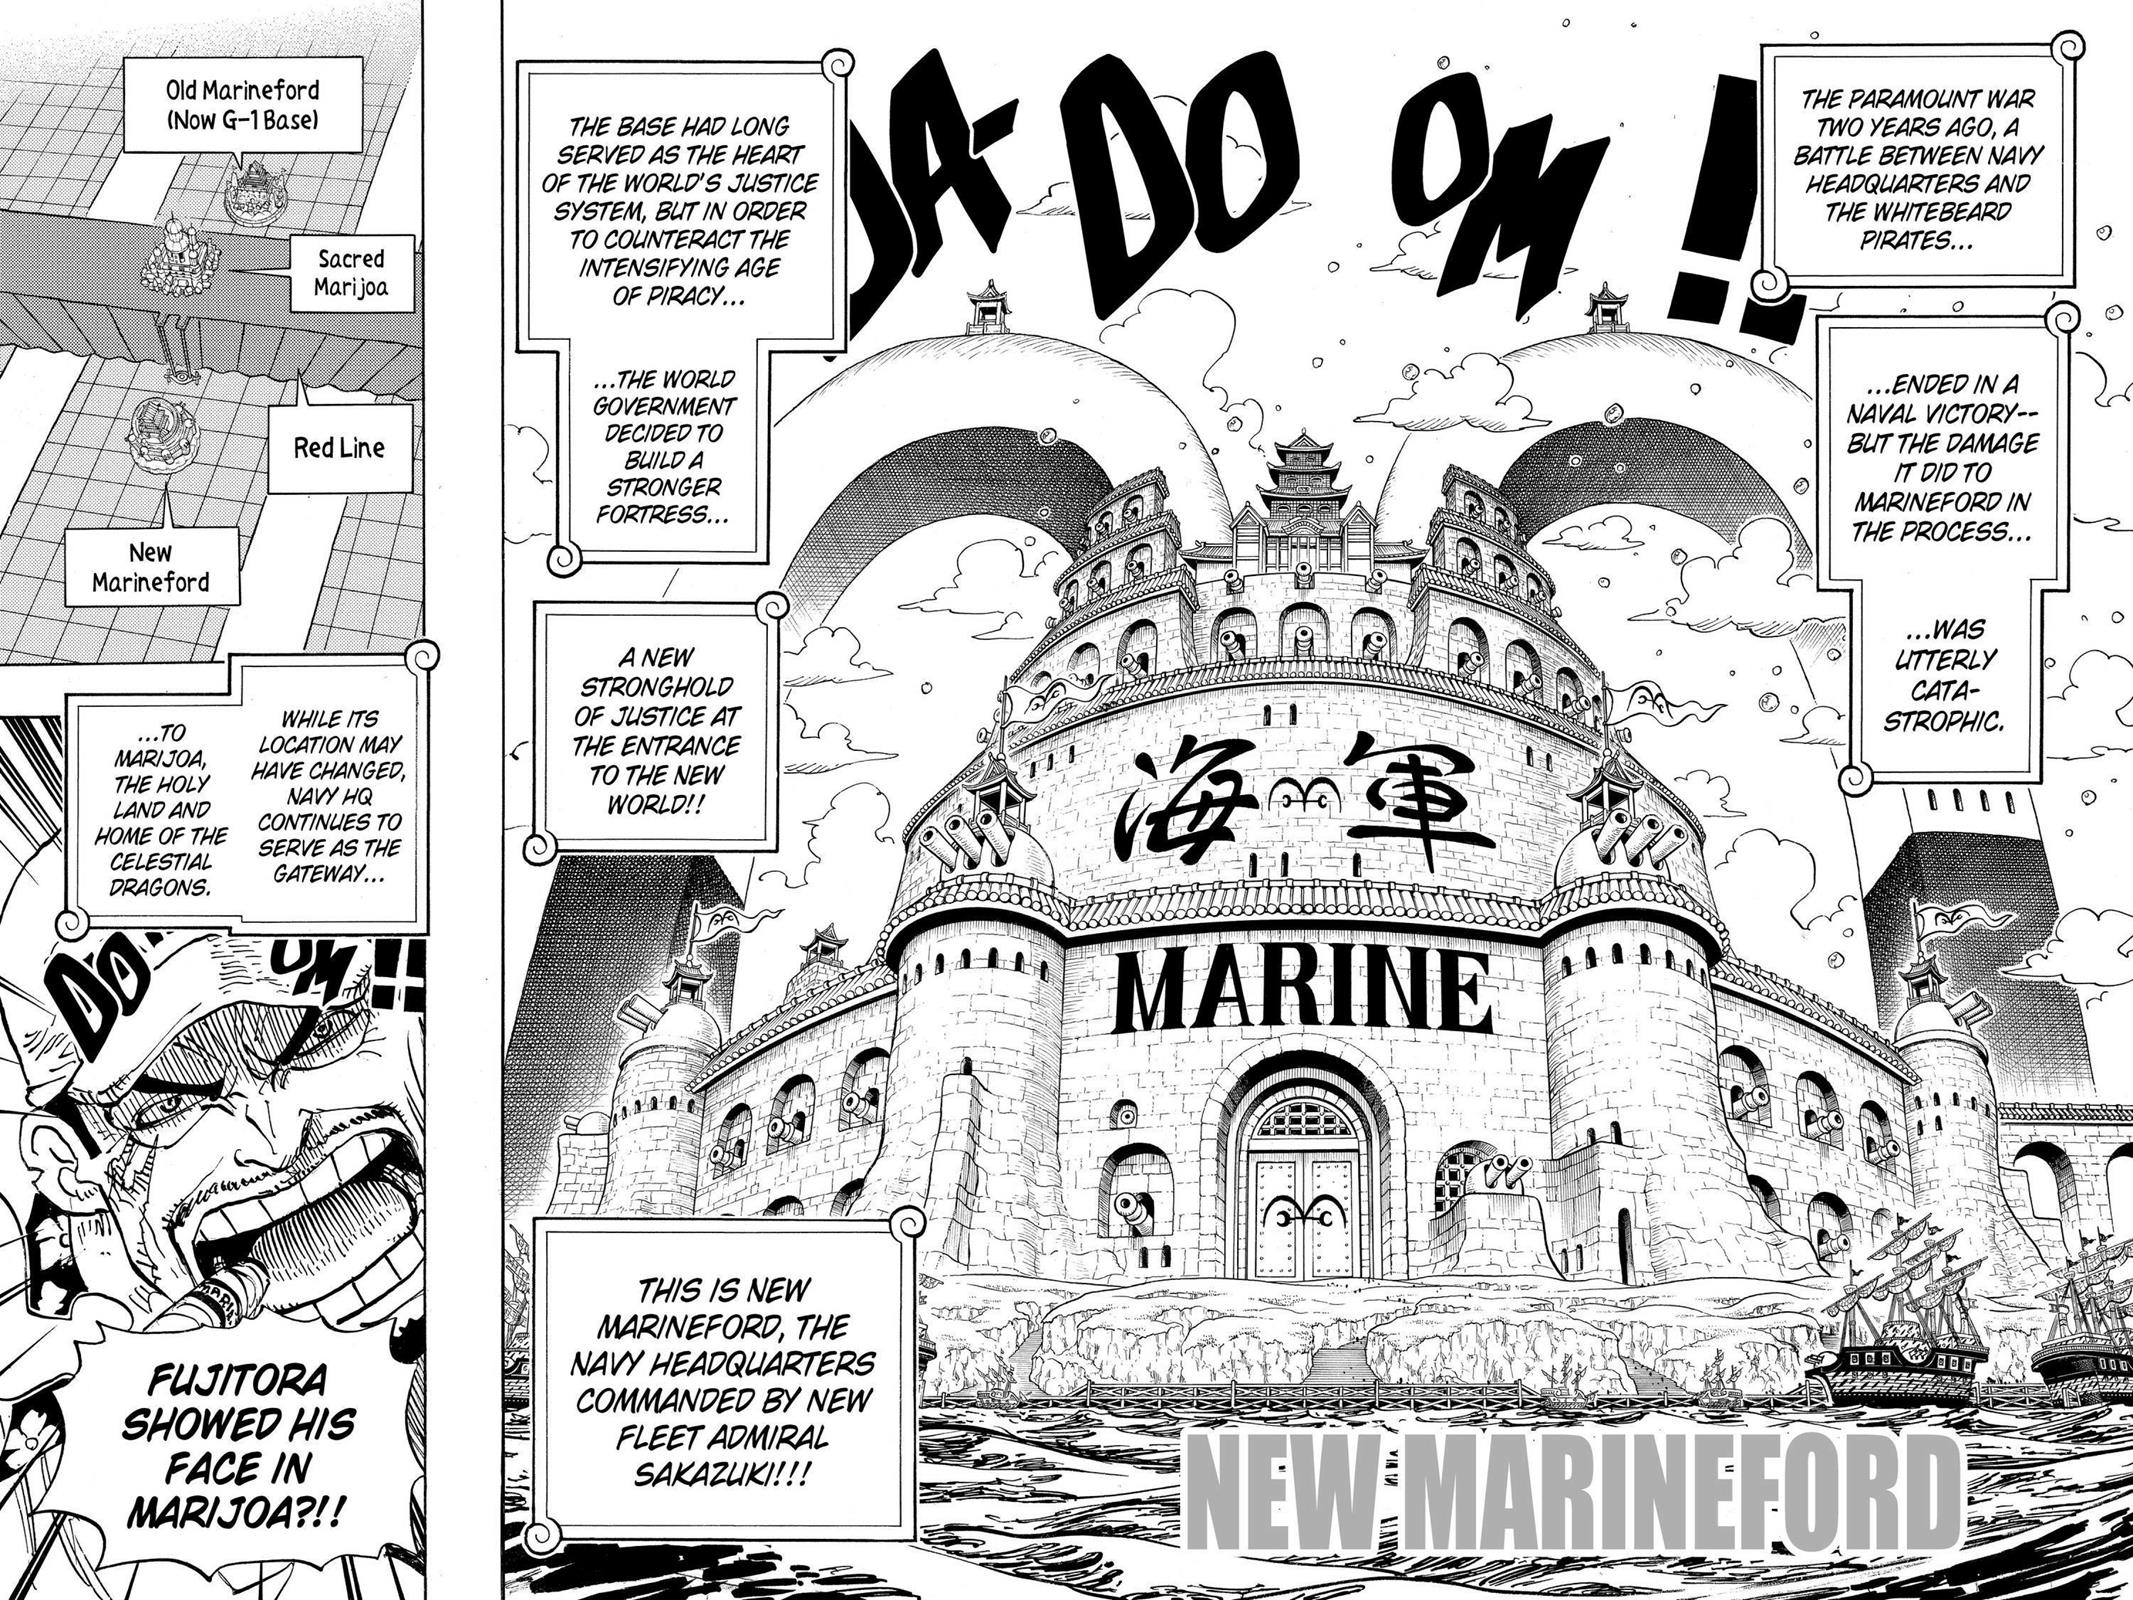 DA-DOOM!!
THE PARAMOUNT WAR
TWO YEARS AGO, A
BATTLE BETWEEN NAVY
HEADQUARTERS AND
THE WHITEBEARD
PIRATES...
...ENDED IN A
NAVAL VICTORY--
BUT THE DAMAGE
IT DID TO
MARINEFORD IN
THE PROCESS...
...WAS
UTTERLY
CATA-
STROPHIC.
THE BASE HAD LONG
SERVED AS THE HEART
OF THE WORLD'S JUSTICE
SYSTEM, BUT IN ORDER
TO COUNTERACT THE
INTENSIFYING AGE
OF PIRACY...
...THE WORLD
GOVERNMENT
DECIDED TO
BUILD A
STRONGER
FORTRESS...
A NEW
STRONGHOLD
OF JUSTICE AT
THE ENTRANCE
TO THE NEW
WORLD!!
海軍
MARINE
THIS IS NEW
MARINEFORD, THE
NAVY HEADQUARTERS
COMMANDED BY NEW
FLEET ADMIRAL
SAKAZUKI!!!
NEW MARINEFORD
Old Marineford
(Now G-1 Base)
Sacred
Marijoa
Red Line
New
Marineford
WHILE ITS
LOCATION MAY
HAVE CHANGED,
NAVY HQ
CONTINUES TO
SERVE AS THE
GATEWAY...
...TO
MARIJOA,
THE HOLY
LAND AND
HOME OF THE
CELESTIAL
DRAGONS.
DOOM!!
FUJITORA
SHOWED HIS
FACE IN
MARIJOA?!!